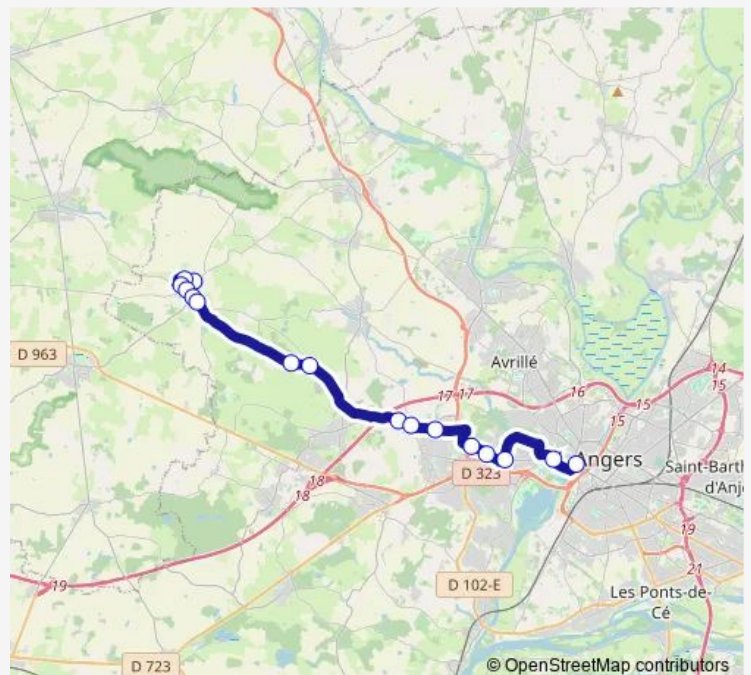 D 963
Avrillé
14
15
17 17
16
15
15
Angers
Saint-Barth
d'Anjo
D 323
18
18
19
19
D 102-E
21
Les Ponts-de-
Cé
D 723
© OpenStreetMap contributors